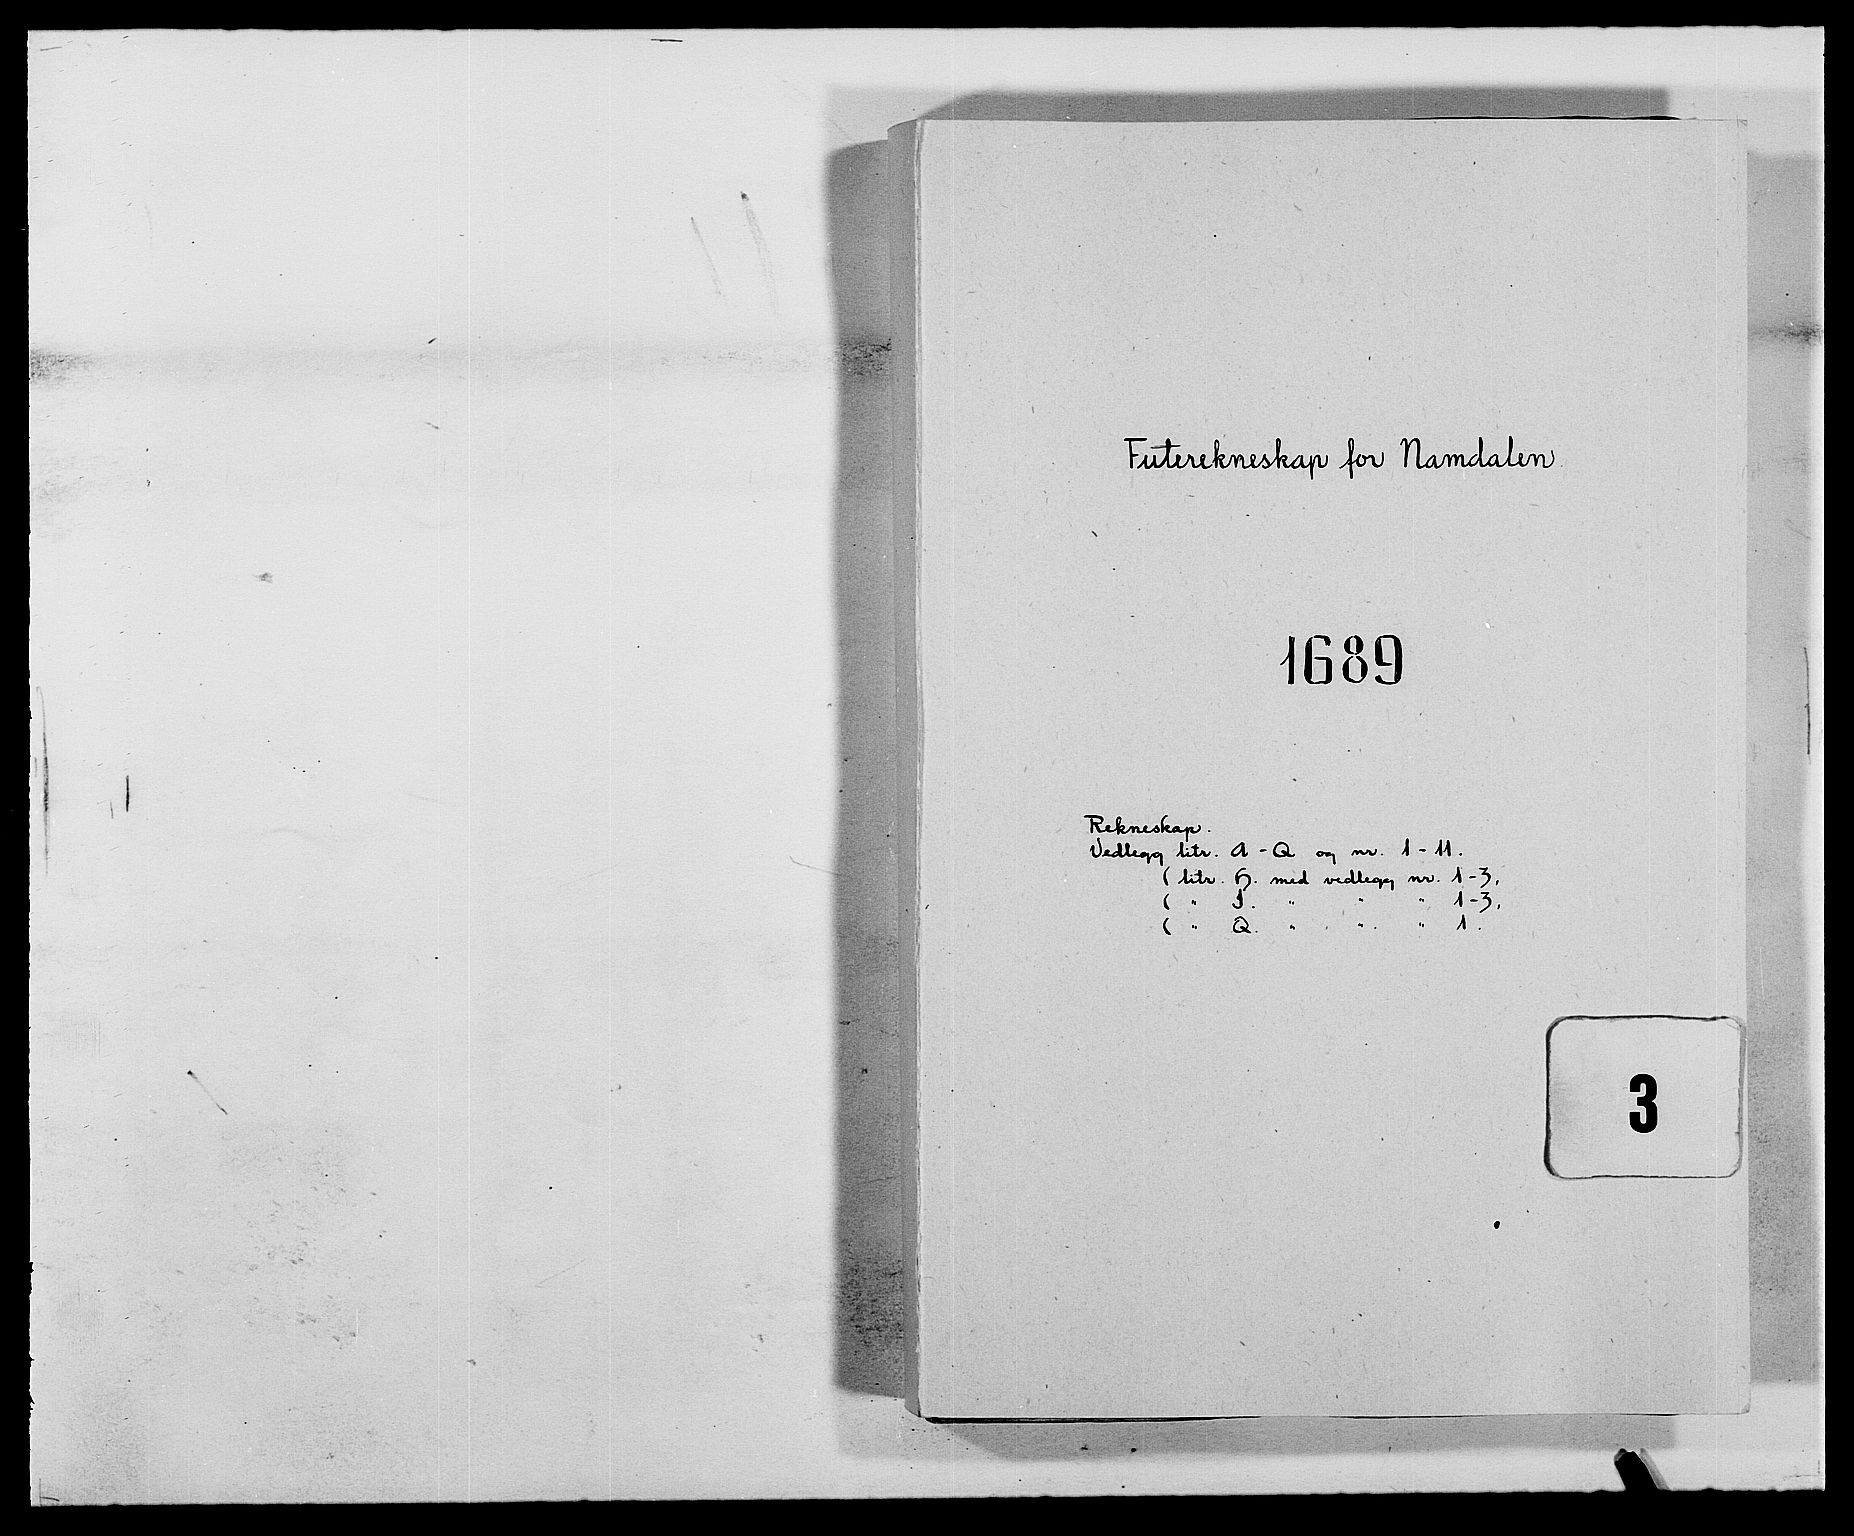 Futerekneskap for Namdalen
1689
Rekneskap.
Vedlegg litr. A - Q og nr. 1 - 11.
( litr. H. med vedlegg nr. 1-3,
( " I. " " " 1-3,
( " Q. " " " 1.
3